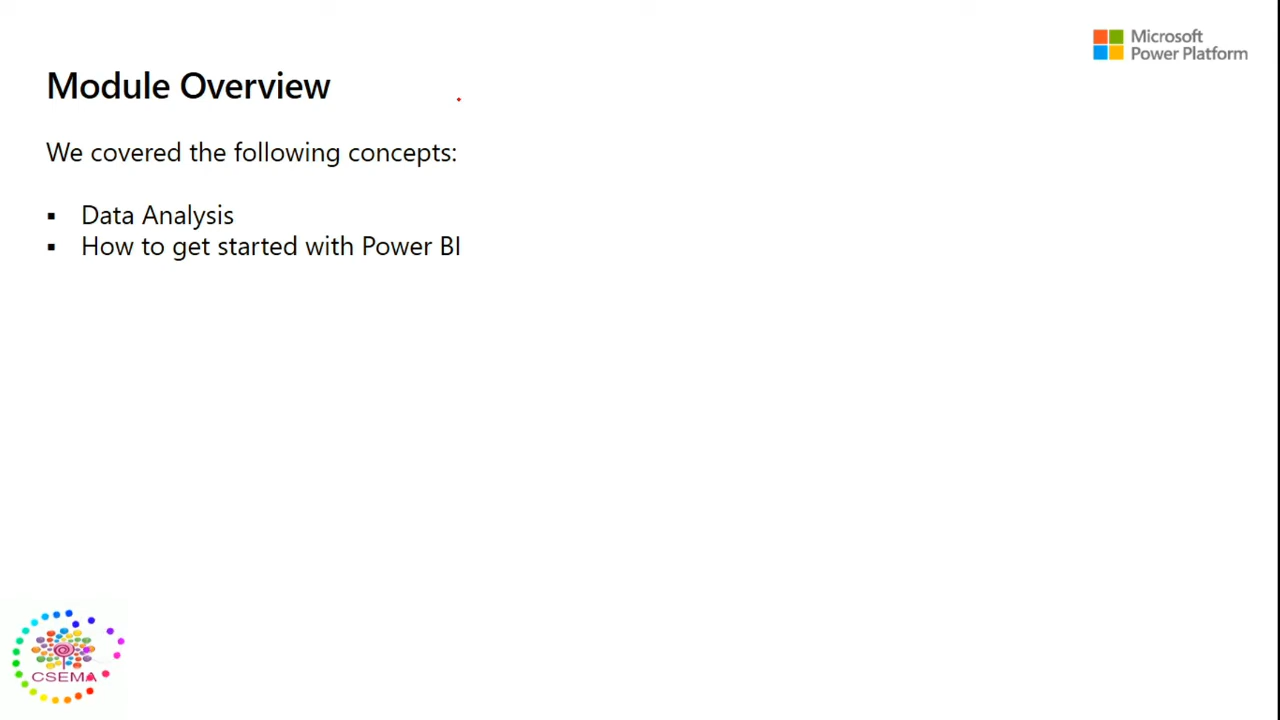 Microsoft
Power Platform
Module Overview
We covered the following concepts:
▪ Data Analysis
▪ How to get started with Power BI
CSEMA